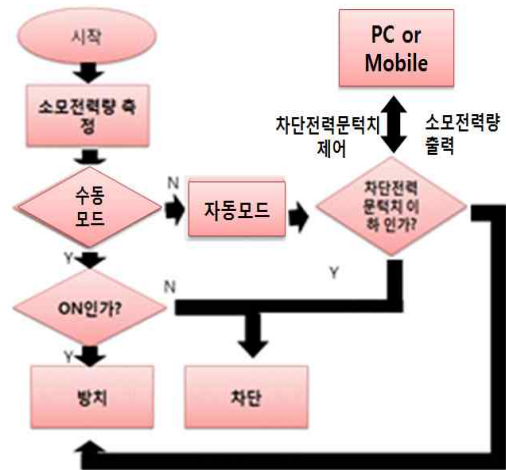 시작
PC or
Mobile
소모전력량 측
정
차단전력문턱치
제어
소모전력량
출력
수동
모드
N
자동모드
차단전력
문턱치 이
하 인가?
Y
ON인가?
N
Y
Y
방치
차단